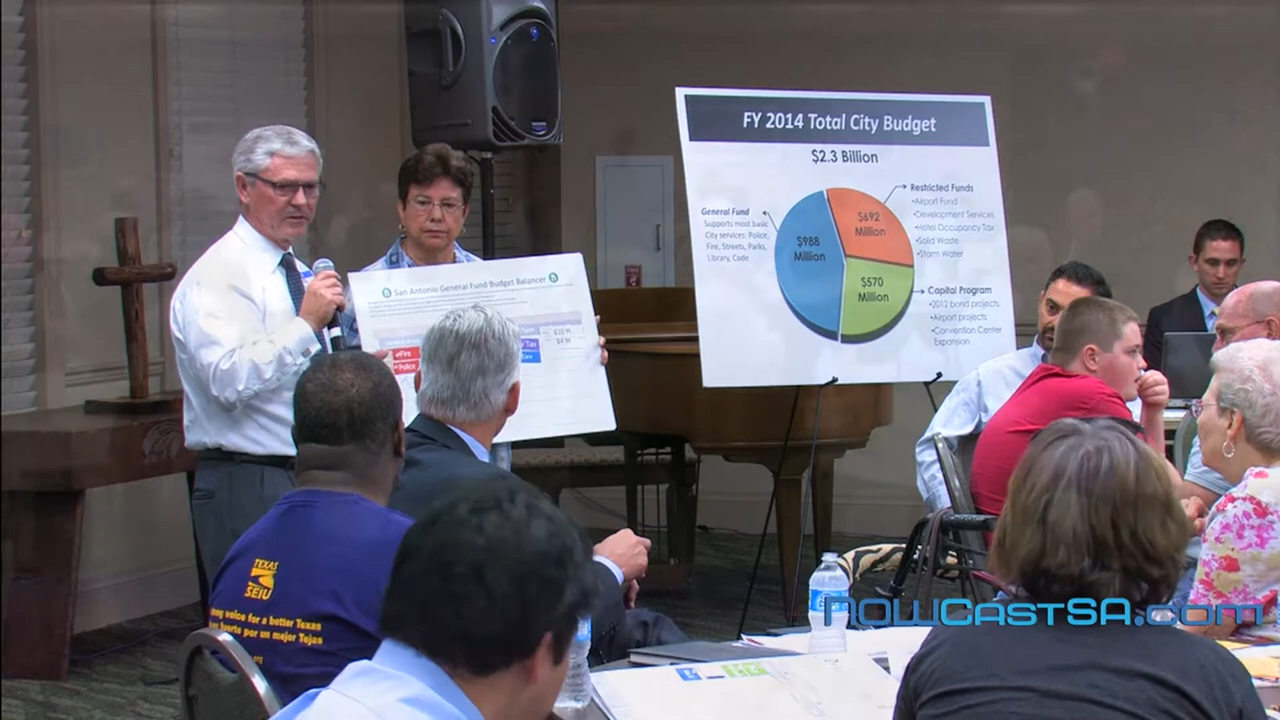 FY 2014 Total City Budget
$2.3 Billion
General Fund
Supports most basic
City services: Police,
Fire, Streets, Parks,
Library, Code
$988
Million
$692
Million
$570
Million
Restricted Funds
•Airport Fund
•Development Services
•Hotel Occupancy Tax
•Solid Waste
•Storm Water
Capital Program
•2012 bond projects
•Airport projects
•Convention Center
Expansion
San Antonio General Fund Budget Balancer
Fire
Police
Type
Tax
$10 M
TEXAS
SEIU
voice for a better Texas
por un mejor Tejas
NOWCASTSA.com